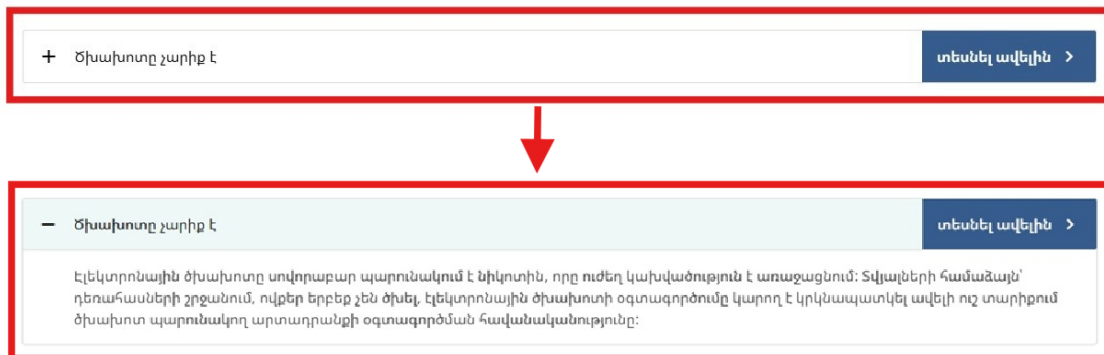 + Ծխախոտը չարիք է տեսնել ավելին >
− Ծխախոտը չարիք է տեսնել ավելին >
Էլեկտրոնային ծխախոտը սովորաբար պարունակում է նիկոտին, որը ուժեղ կախվածություն է առաջացնում: Տվյալների համաձայն՝
դեռահասների շրջանում, ովքեր երբեք չեն ծխել, էլեկտրոնային ծխախոտի օգտագործումը կարող է կրկնապատկել ավելի ուշ տարիքում
ծխախոտ պարունակող արտադրանքի օգտագործման հավանականությունը: